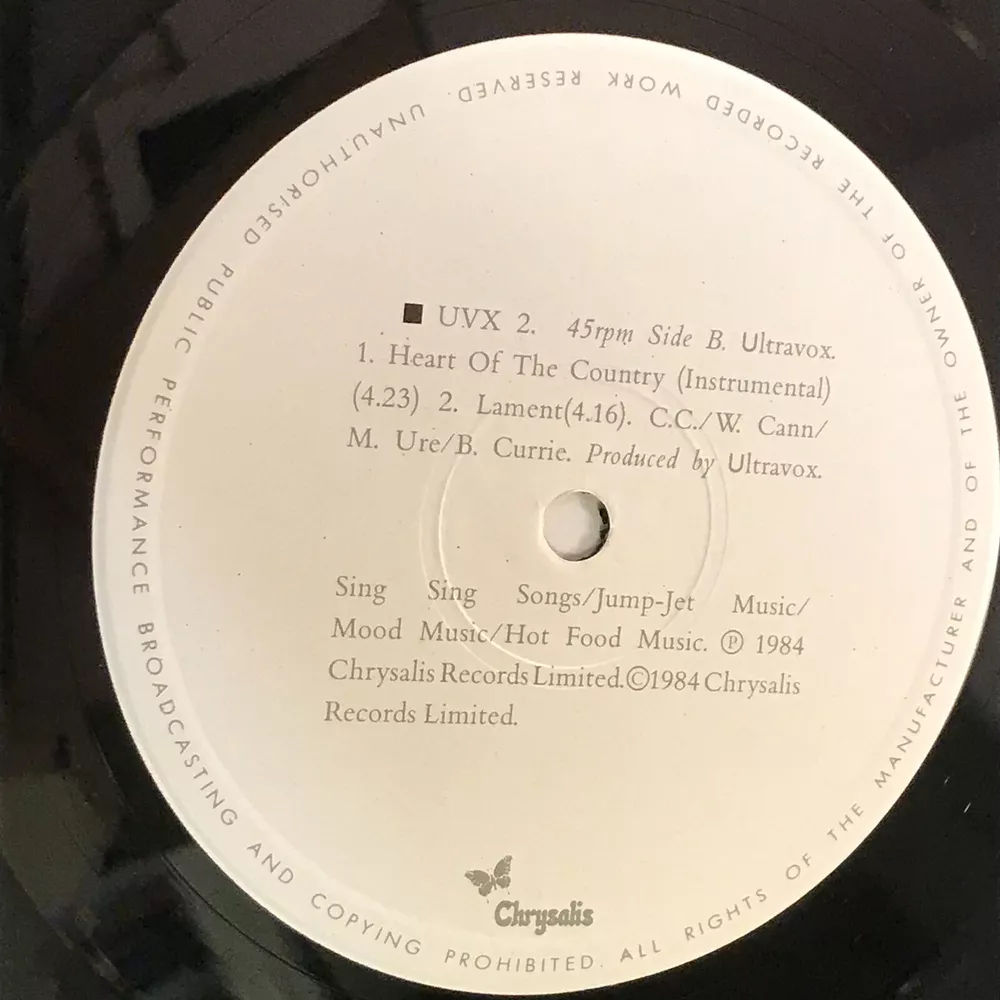 ■ UVX 2. 45rpm Side B. Ultravox.
1. Heart Of The Country (Instrumental)
(4.23) 2. Lament(4.16). C.C./W. Cann/
M. Ure/B. Currie. Produced by Ultravox.
Sing Sing Songs/Jump-Jet Music/
Mood Music/Hot Food Music. ℗ 1984
Chrysalis Records Limited.©1984 Chrysalis
Records Limited.
Chrysalis
UNAUTHORISED PUBLIC PERFORMANCE BROADCASTING AND COPYING PROHIBITED. ALL RIGHTS OF THE MANUFACTURER AND OF THE OWNER OF THE RECORDED WORK RESERVED.